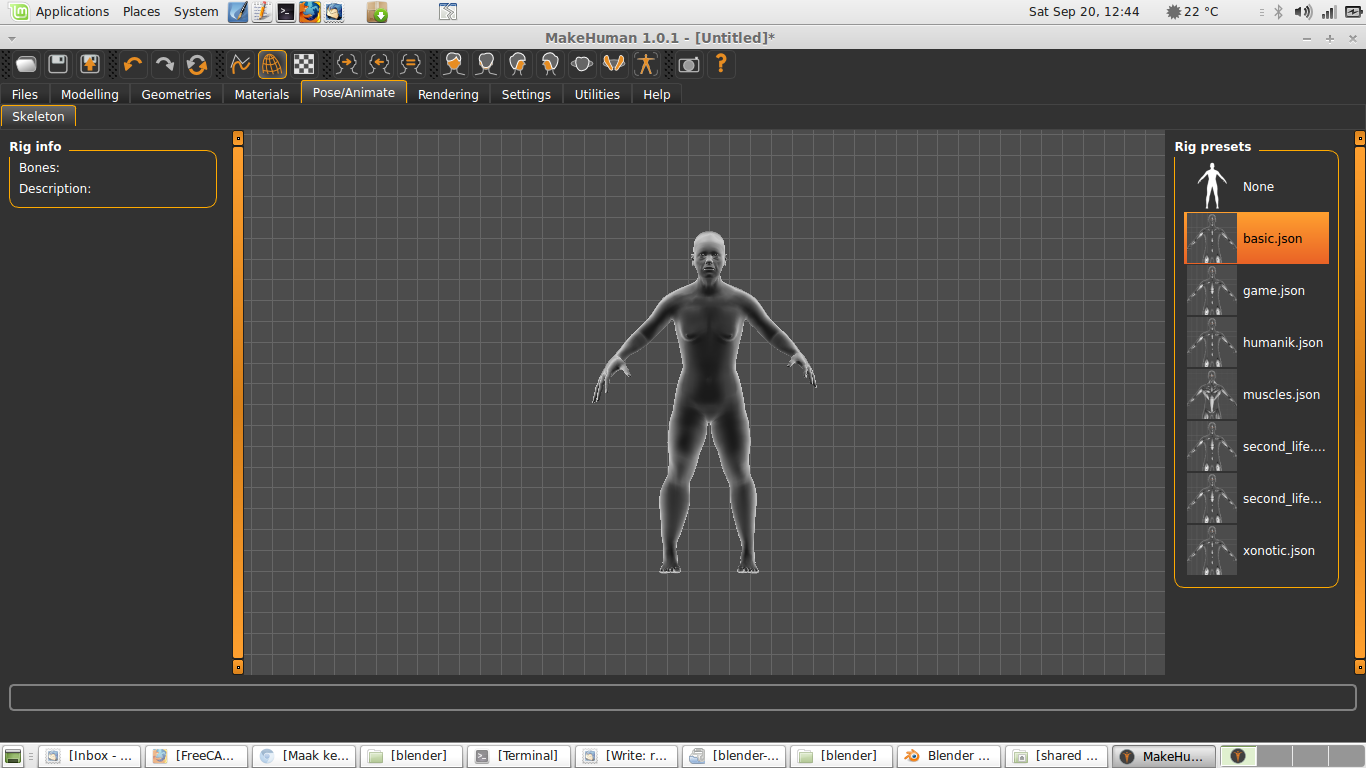 Applications Places System Sat Sep 20, 12:44 22 °C
MakeHuman 1.0.1 - [Untitled]*
Files Modelling Geometries Materials Pose/Animate Rendering Settings Utilities Help
Skeleton
Rig info
Bones:
Description:
Rig presets
None
basic.json
game.json
humanik.json
muscles.json
second_life....
second_life...
xonotic.json
[Inbox - ... [FreeCA... [Maak ke... [blender] [Terminal] [Write: r... [blender-... [blender] Blender ... [shared ... MakeHu...